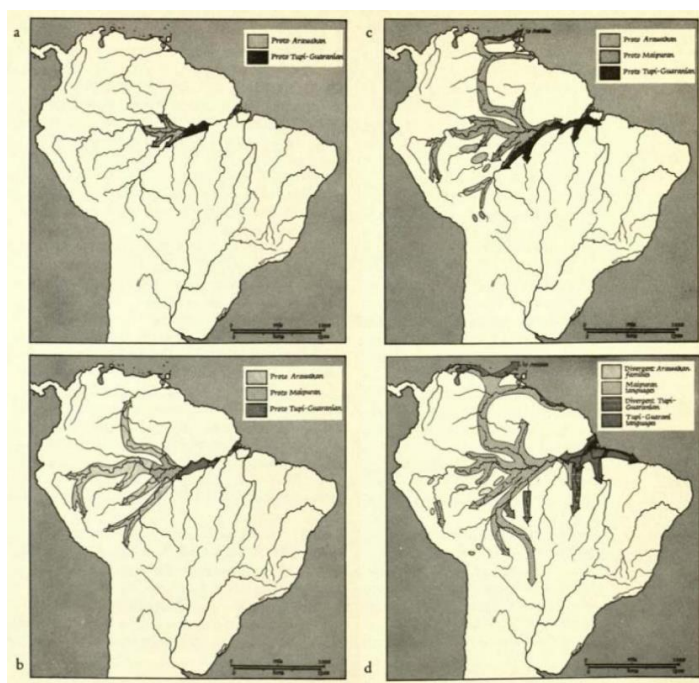 a
Proto Arawakan
Proto Tupi-Guaranian
b
Proto Arawakan
Proto Maipuran
Proto Tupi-Guaranian
c
Proto Arawakan
Proto Maipuran
Proto Tupi-Guaranian
d
Divergent Arawakan
families
Maipuran
languages
Divergent Tupi-
Guaranian
Tupi-Guarani
languages